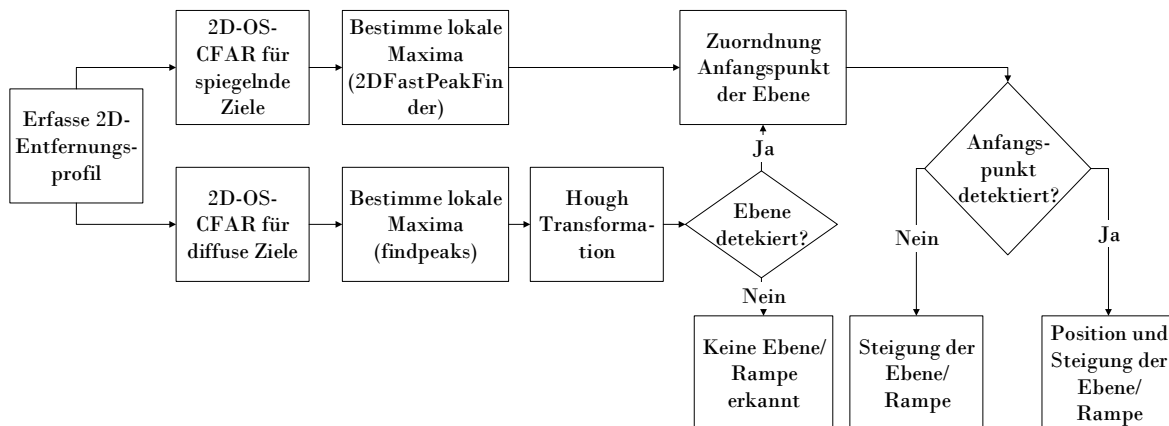 2D-OS-
CFAR für
spiegelnde
Ziele
Bestimme lokale
Maxima
(2DFastPeakFin
der)
Zuorndnung
Anfangspunkt
der Ebene
Erfasse 2D-
Entfernungs-
profil
Ja
Anfangs-
punkt
detektiert?
2D-OS-
CFAR für
diffuse Ziele
Bestimme lokale
Maxima
(findpeaks)
Hough
Transforma-
tion
Ebene
detekiert?
Nein
Ja
Nein
Keine Ebene/
Rampe
erkannt
Steigung der
Ebene/
Rampe
Position und
Steigung der
Ebene/
Rampe